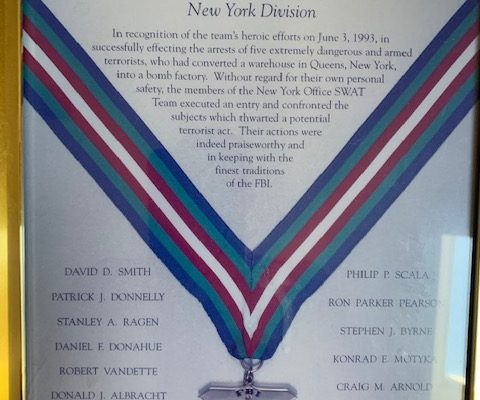 New York Division
In recognition of the team's heroic efforts on June 3, 1993, in
successfully effecting the arrests of five extremely dangerous and armed
terrorists, who had converted a warehouse in Queens, New York,
into a bomb factory. Without regard for their own personal
safety, the members of the New York Office SWAT
Team executed an entry and confronted the
subjects which thwarted a potential
terrorist act. Their actions were
indeed praiseworthy and
in keeping with the
finest traditions
of the FBI.
DAVID D. SMITH
PATRICK J. DONNELLY
STANLEY A. RAGEN
DANIEL F. DONAHUE
ROBERT VANDETTE
DONALD J. ALBRACHT
PHILIP P. SCALA
RON PARKER PEARSON
STEPHEN J. BYRNE
KONRAD E. MOTYKA
CRAIG M. ARNOLD
FBI